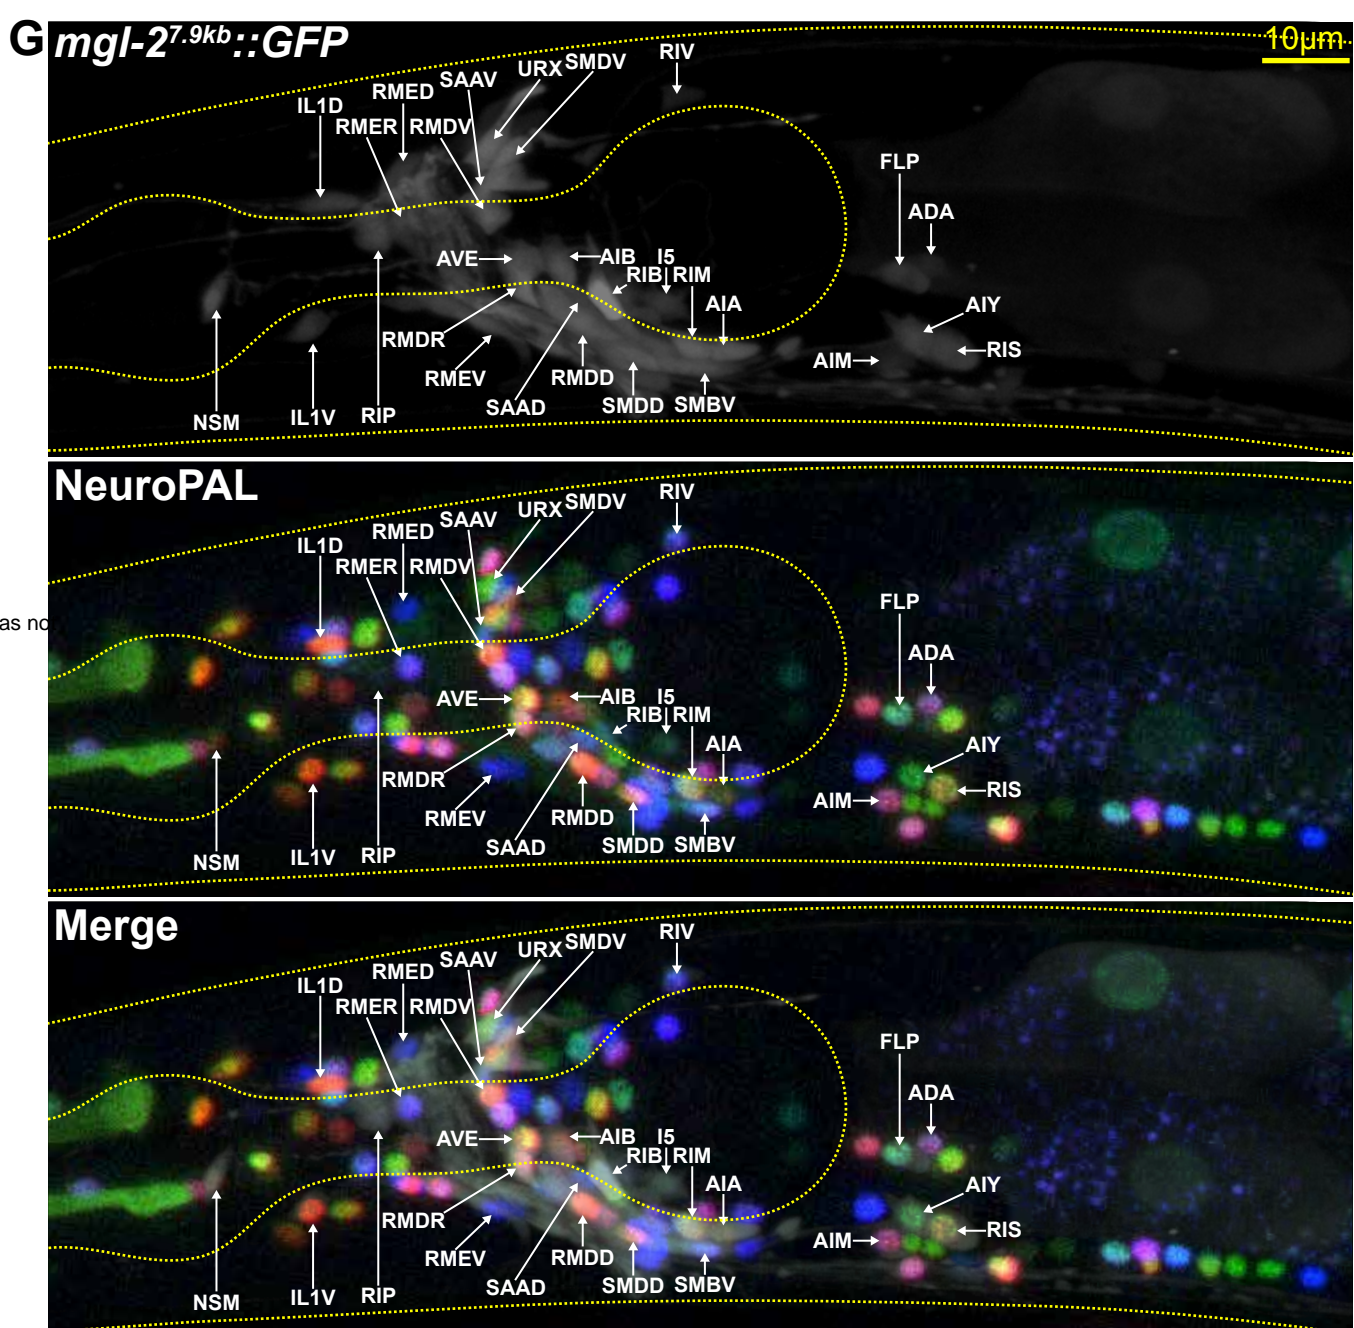 G mgl-2^7.9kb::GFP
10µm
RIV
URX SMDV
SAAV
RMED
IL1D
RMER RMDV
FLP
ADA
AVE AIB I5
RIB RIM
AIA
AIY
RMDR
RIS
AIM
RMEV RMDD
SAAD SMDD SMBV
NSM IL1V RIP
NeuroPAL
RIV
URX SMDV
SAAV
RMED
IL1D
RMER RMDV
FLP
as no
ADA
AVE AIB I5
RIB RIM
AIA
AIY
RMDR
RIS
AIM
RMEV RMDD
SAAD SMDD SMBV
NSM IL1V RIP
Merge
RIV
URX SMDV
SAAV
RMED
IL1D
RMER RMDV
FLP
ADA
AVE AIB I5
RIB RIM
AIA
AIY
RMDR
RIS
AIM
RMEV RMDD
SAAD SMDD SMBV
NSM IL1V RIP